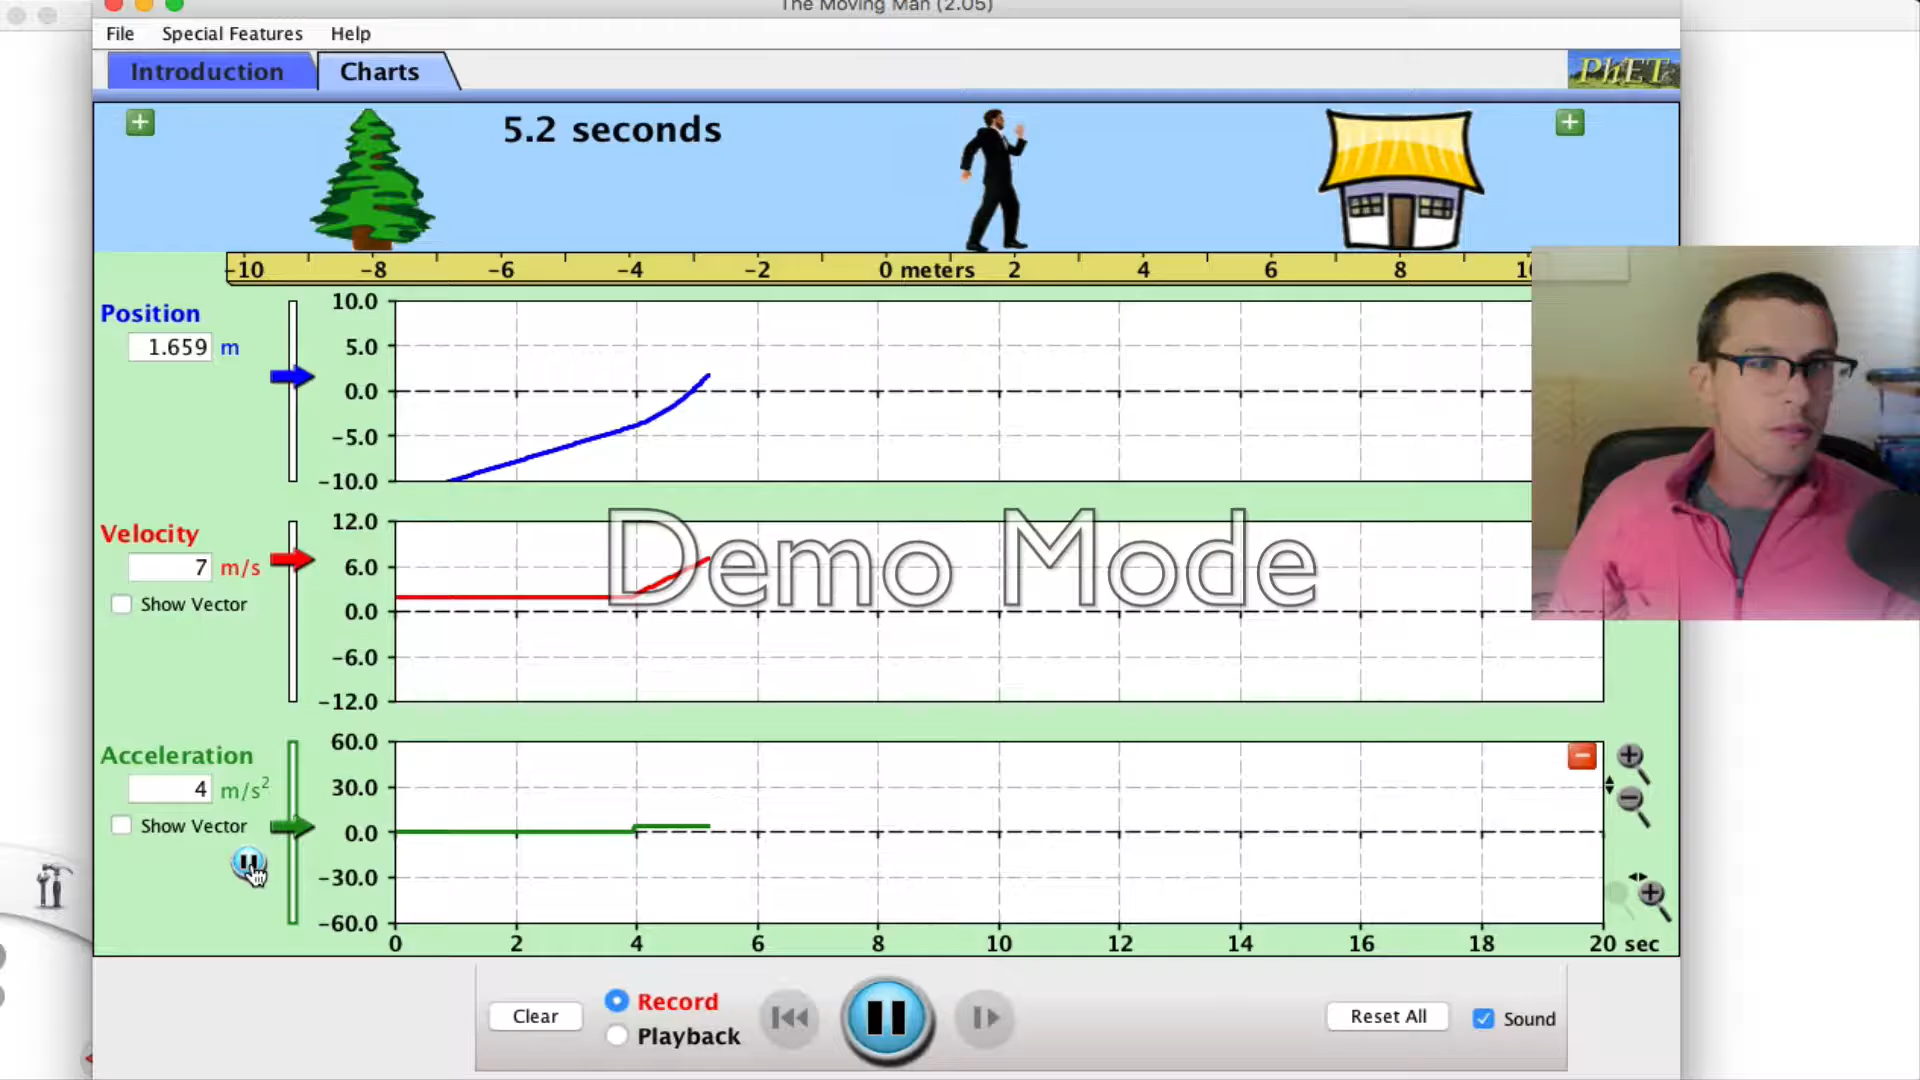 The Moving Man (2.05)
File Special Features Help
Introduction Charts
PhET
5.2 seconds
-10 -8 -6 -4 -2 0 meters 2 4 6 8 10
Position
1.659 m
10.0
5.0
0.0
-5.0
-10.0
Velocity
7 m/s
Show Vector
12.0
6.0
0.0
-6.0
-12.0
Demo Mode
Acceleration
4 m/s²
Show Vector
60.0
30.0
0.0
-30.0
-60.0
0 2 4 6 8 10 12 14 16 18 20 sec
Clear
Record
Playback
Reset All
Sound